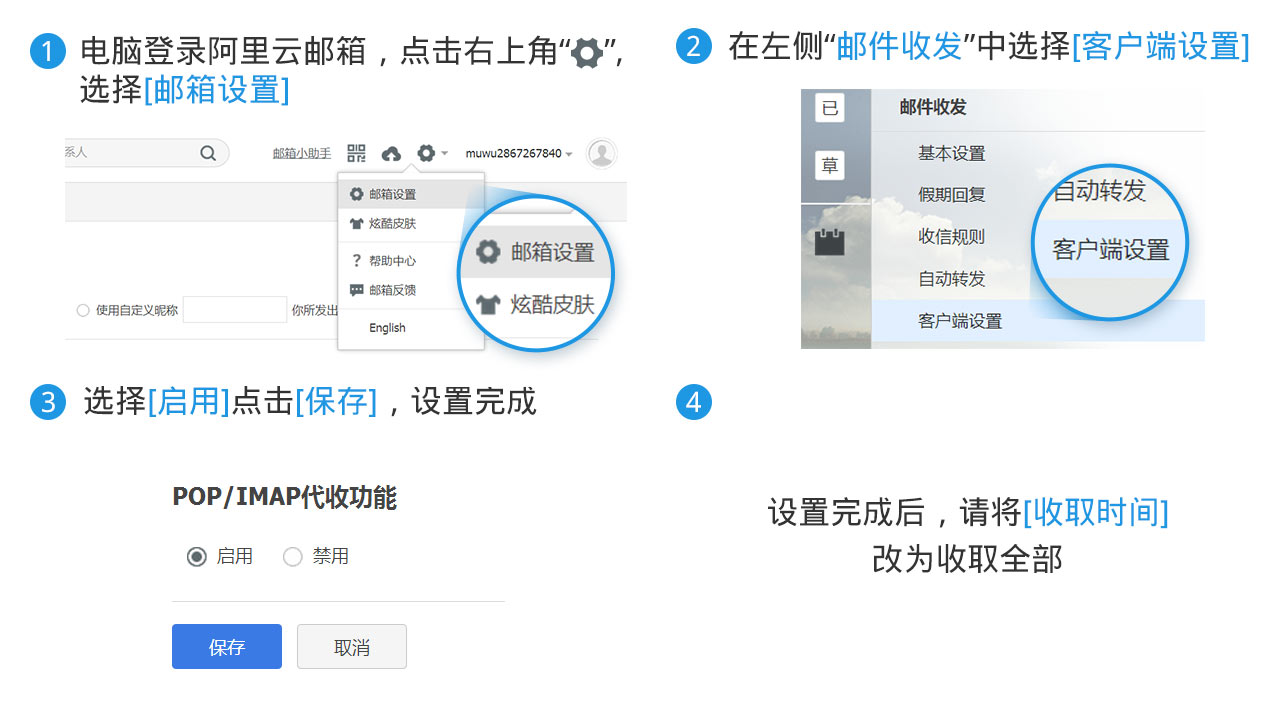 1 电脑登录阿里云邮箱，点击右上角“”，
选择[邮箱设置]
系人
邮箱小助手
muwu2867267840
邮箱设置
炫酷皮肤
? 帮助中心
邮箱反馈
English
使用自定义昵称
你所发出
邮箱设置
炫酷皮肤
2 在左侧“邮件收发”中选择[客户端设置]
已
草
邮件收发
基本设置
假期回复
收信规则
自动转发
客户端设置
自动转发
客户端设置
3 选择[启用]点击[保存]，设置完成
POP/IMAP代收功能
启用 禁用
保存 取消
4
设置完成后，请将[收取时间]
改为收取全部